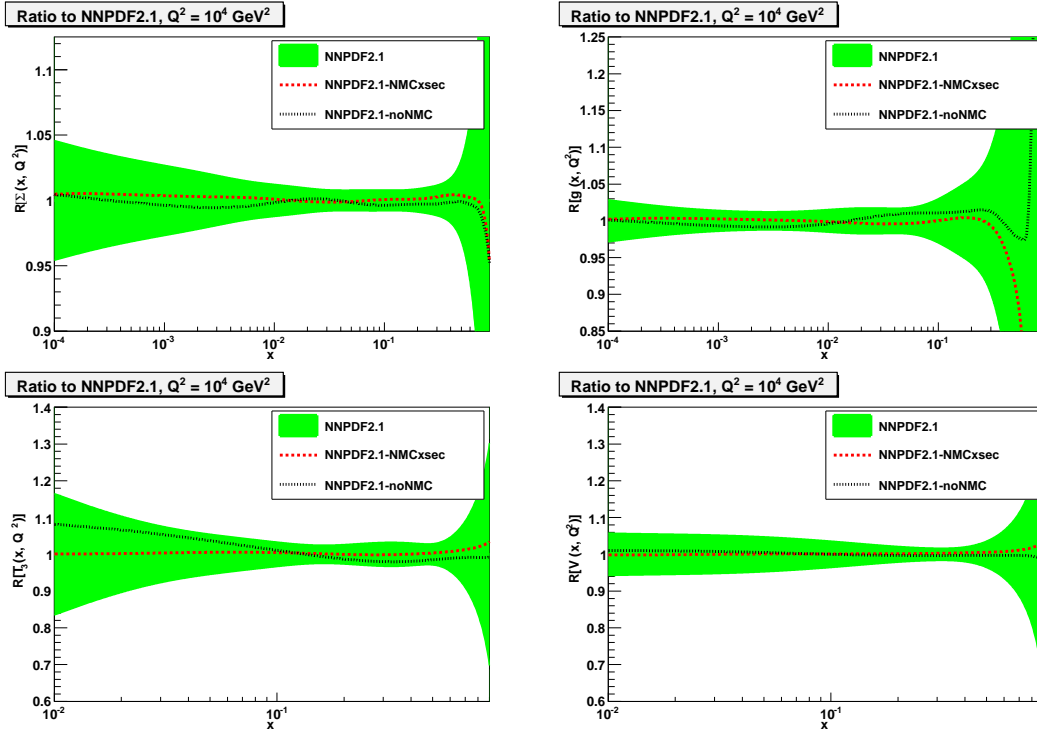 Ratio to NNPDF2.1, Q² = 10⁴ GeV²
R[Σ(x, Q²)]
1.1
1.05
1
0.95
0.9
NNPDF2.1
NNPDF2.1-NMCxsec
NNPDF2.1-noNMC
10⁻⁴ 10⁻³ 10⁻² 10⁻¹
x
Ratio to NNPDF2.1, Q² = 10⁴ GeV²
R[g (x, Q²)]
1.25
1.2
1.15
1.1
1.05
1
0.95
0.9
0.85
NNPDF2.1
NNPDF2.1-NMCxsec
NNPDF2.1-noNMC
10⁻⁴ 10⁻³ 10⁻² 10⁻¹
x
Ratio to NNPDF2.1, Q² = 10⁴ GeV²
R[T₃(x, Q²)]
1.4
1.3
1.2
1.1
1
0.9
0.8
0.7
0.6
NNPDF2.1
NNPDF2.1-NMCxsec
NNPDF2.1-noNMC
10⁻² 10⁻¹
x
Ratio to NNPDF2.1, Q² = 10⁴ GeV²
R[V (x, Q²)]
1.4
1.3
1.2
1.1
1
0.9
0.8
0.7
0.6
NNPDF2.1
NNPDF2.1-NMCxsec
NNPDF2.1-noNMC
10⁻² 10⁻¹
x